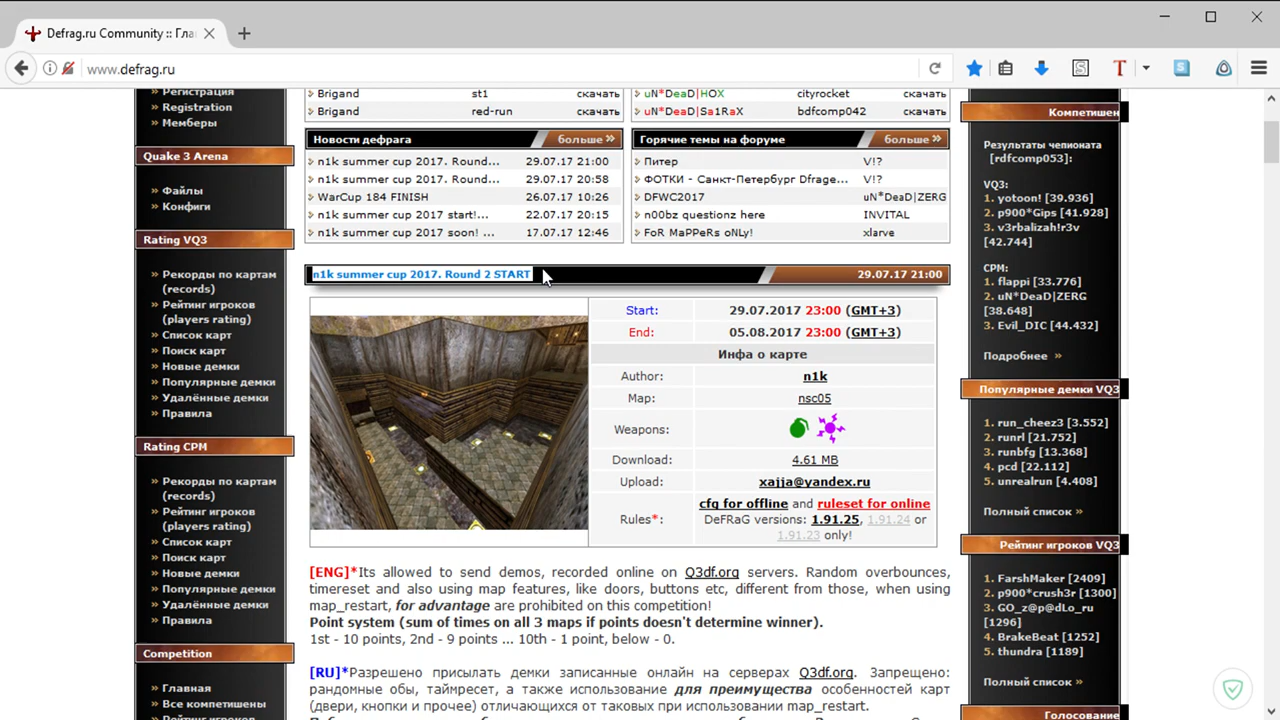 Defrag.ru Community :: Гла
www.defrag.ru
Регистрация
Registration
Мемберы
Quake 3 Arena
Файлы
Конфиги
Rating VQ3
Рекорды по картам
(records)
Рейтинг игроков
(players rating)
Список карт
Поиск карт
Новые демки
Популярные демки
Удалённые демки
Правила
Rating CPM
Рекорды по картам
(records)
Рейтинг игроков
(players rating)
Список карт
Поиск карт
Новые демки
Популярные демки
Удалённые демки
Правила
Competition
Главная
Все компетишены
Brigand st1 скачать
Brigand red-run скачать
uN*DeaD|HOX cityrocket скачать
uN*DeaD|Sa1RaX bdfcomp042 скачать
Новости дефрага больше »
n1k summer cup 2017. Round... 29.07.17 21:00
n1k summer cup 2017. Round... 29.07.17 20:58
WarCup 184 FINISH 26.07.17 10:26
n1k summer cup 2017 start!... 22.07.17 20:15
n1k summer cup 2017 soon! ... 17.07.17 12:46
Горячие темы на форуме больше »
Питер V!?
ФОТКИ - Санкт-Петербург Dfrage... V!?
DFWC2017 uN*DeaD|ZERG
n00bz questionz here INVITAL
FoR MaPPeRs oNLy! xlarve
n1k summer cup 2017. Round 2 START 29.07.17 21:00
Start: 29.07.2017 23:00 (GMT+3)
End: 05.08.2017 23:00 (GMT+3)
Инфа о карте
Author: n1k
Map: nsc05
Weapons:
Download: 4.61 MB
Upload: xajja@yandex.ru
Rules*: cfg for offline and ruleset for online
DeFRaG versions: 1.91.25, 1.91.24 or
1.91.23 only!
[ENG]*Its allowed to send demos, recorded online on Q3df.org servers. Random overbounces,
timereset and also using map features, like doors, buttons etc, different from those, when using
map_restart, for advantage are prohibited on this competition!
Point system (sum of times on all 3 maps if points doesn't determine winner).
1st - 10 points, 2nd - 9 points ... 10th - 1 point, below - 0.
[RU]*Разрешено присылать демки записанные онлайн на серверах Q3df.org. Запрещено:
рандомные обы, таймресет, а также использование для преимущества особенностей карт
(двери, кнопки и прочее) отличающихся от таковых при использовании map_restart.
Компетишен
Результаты чемпионата
[rdfcomp053]:
VQ3:
1. yotoon! [39.936]
2. p900*Gips [41.928]
3. v3rbalizah!r3v
[42.744]
CPM:
1. flappi [33.776]
2. uN*DeaD|ZERG
[38.648]
3. Evil_DIC [44.432]
Подробнее »
Популярные демки VQ3
1. run_cheez3 [3.552]
2. runrl [21.752]
3. runbfg [13.368]
4. pcd [22.112]
5. unrealrun [4.408]
Полный список »
Рейтинг игроков VQ3
1. FarshMaker [2409]
2. p900*crush3r [1300]
3. GO_z@p@dLo_ru
[1296]
4. BrakeBeat [1252]
5. thundra [1189]
Полный список »
Голосование